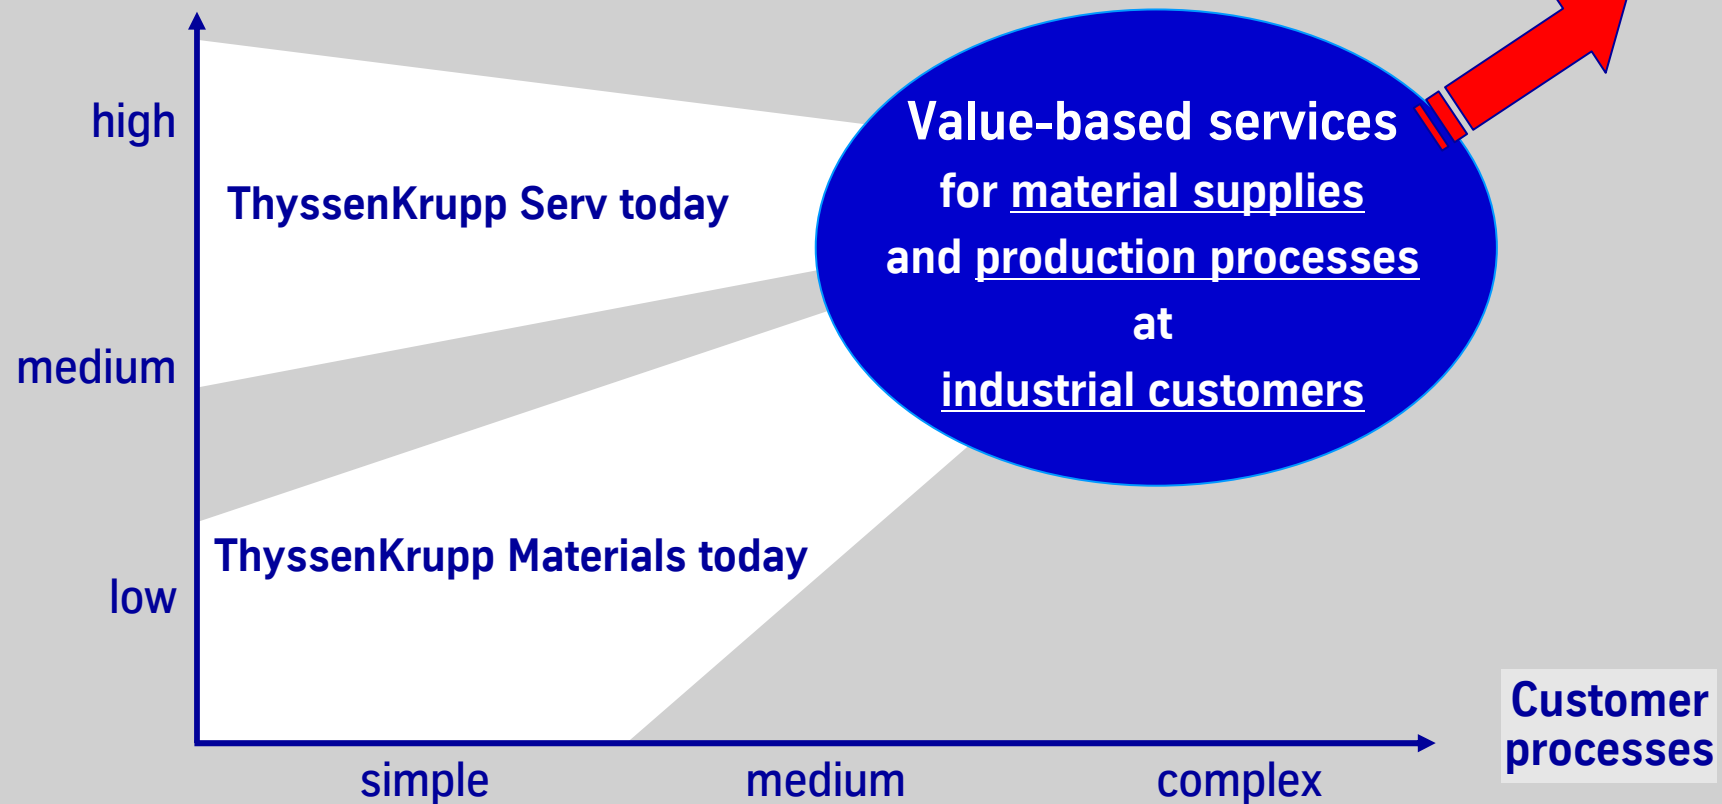 high
Value-based services
for material supplies
and production processes
at
industrial customers
ThyssenKrupp Serv today
medium
ThyssenKrupp Materials today
low
Customer
processes
simple
medium
complex